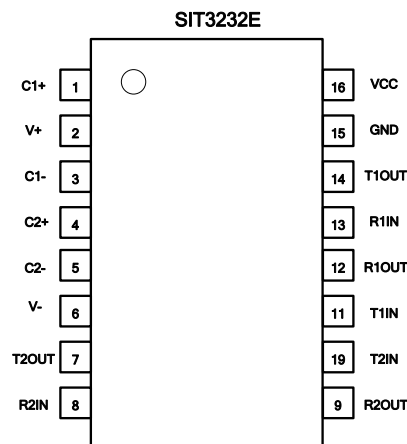 SIT3232E
C1+ 1 16 VCC
V+ 2 15 GND
C1- 3 14 T1OUT
C2+ 4 13 R1IN
C2- 5 12 R1OUT
V- 6 11 T1IN
T2OUT 7 19 T2IN
R2IN 8 9 R2OUT